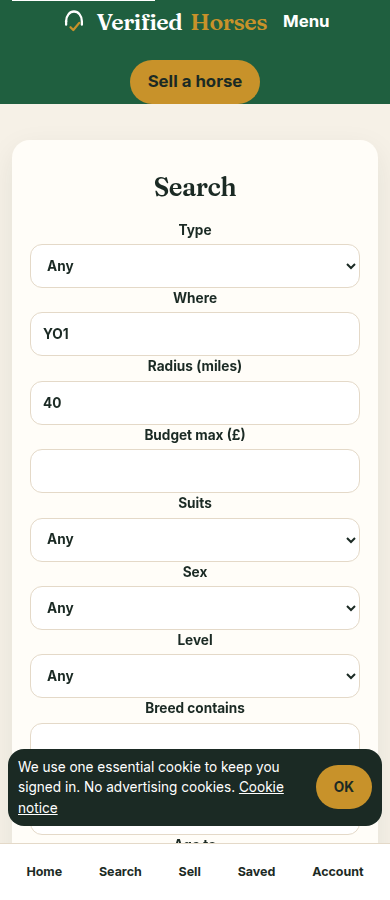 Verified Horses Menu
Sell a horse
Search
Type
Any
Where
YO1
Radius (miles)
40
Budget max (£)
Suits
Any
Sex
Any
Level
Any
Breed contains
We use one essential cookie to keep you
signed in. No advertising cookies. Cookie
notice
OK
Age to
Home Search Sell Saved Account